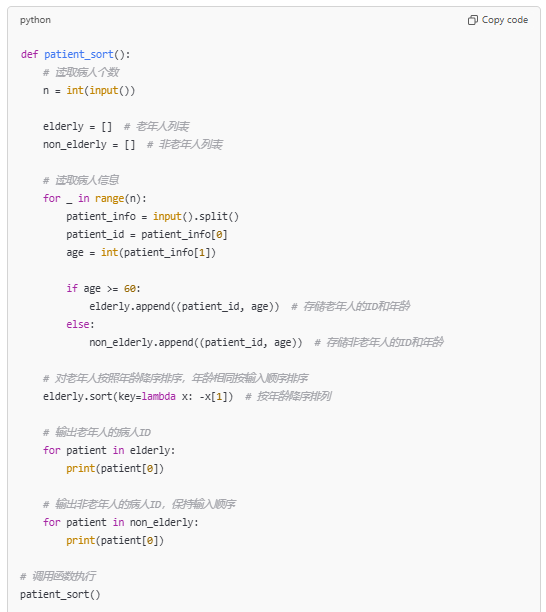 python
Copy code
def patient_sort():
    # 读取病人个数
    n = int(input())
    elderly = []  # 老年人列表
    non_elderly = []  # 非老年人列表
    # 读取病人信息
    for _ in range(n):
        patient_info = input().split()
        patient_id = patient_info[0]
        age = int(patient_info[1])
        if age >= 60:
            elderly.append((patient_id, age))  # 存储老年人的ID和年龄
        else:
            non_elderly.append((patient_id, age))  # 存储非老年人的ID和年龄
    # 对老年人按照年龄降序排序，年龄相同按输入顺序排序
    elderly.sort(key=lambda x: -x[1])  # 按年龄降序排列
    # 输出老年人的病人ID
    for patient in elderly:
        print(patient[0])
    # 输出非老年人的病人ID，保持输入顺序
    for patient in non_elderly:
        print(patient[0])
# 调用函数执行
patient_sort()